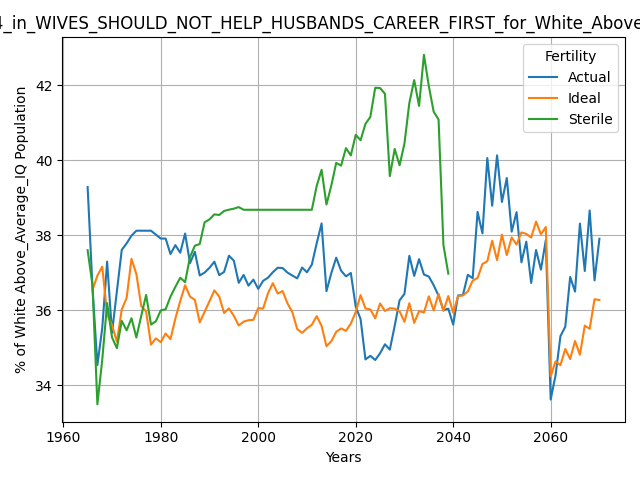 _in_WIVES_SHOULD_NOT_HELP_HUSBANDS_CAREER_FIRST_for_White_Above
Fertility
Actual
Ideal
Sterile
% of White Above_Average_IQ Population
42
40
38
36
34
1960
1980
2000
2020
2040
2060
Years